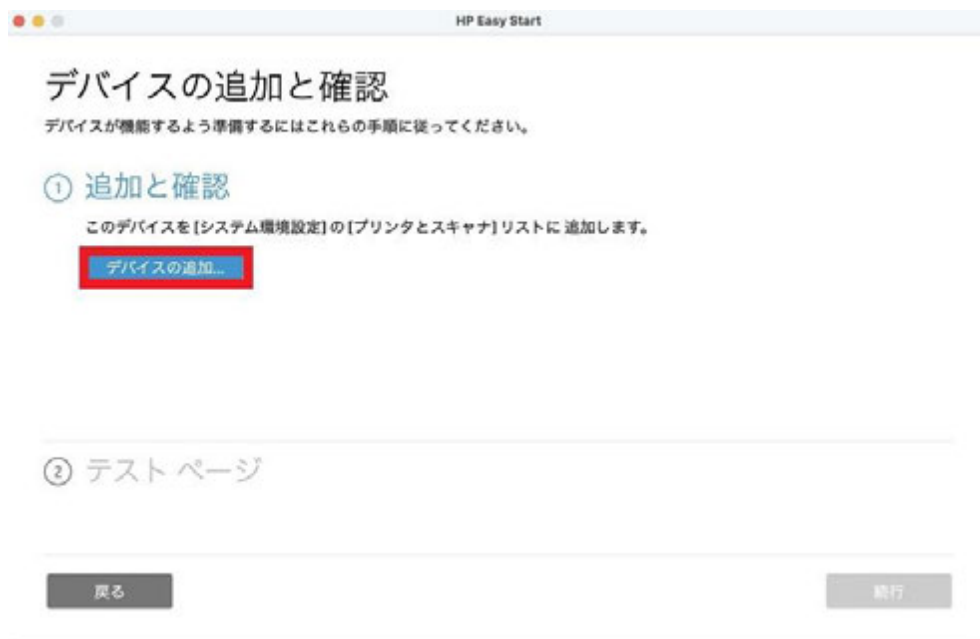 HP Easy Start
デバイスの追加と確認
デバイスが機能するよう準備するにはこれらの手順に従ってください。
① 追加と確認
このデバイスを[システム環境設定]の[プリンタとスキャナ]リストに 追加します。
デバイスの追加...
② テスト ページ
戻る
続行